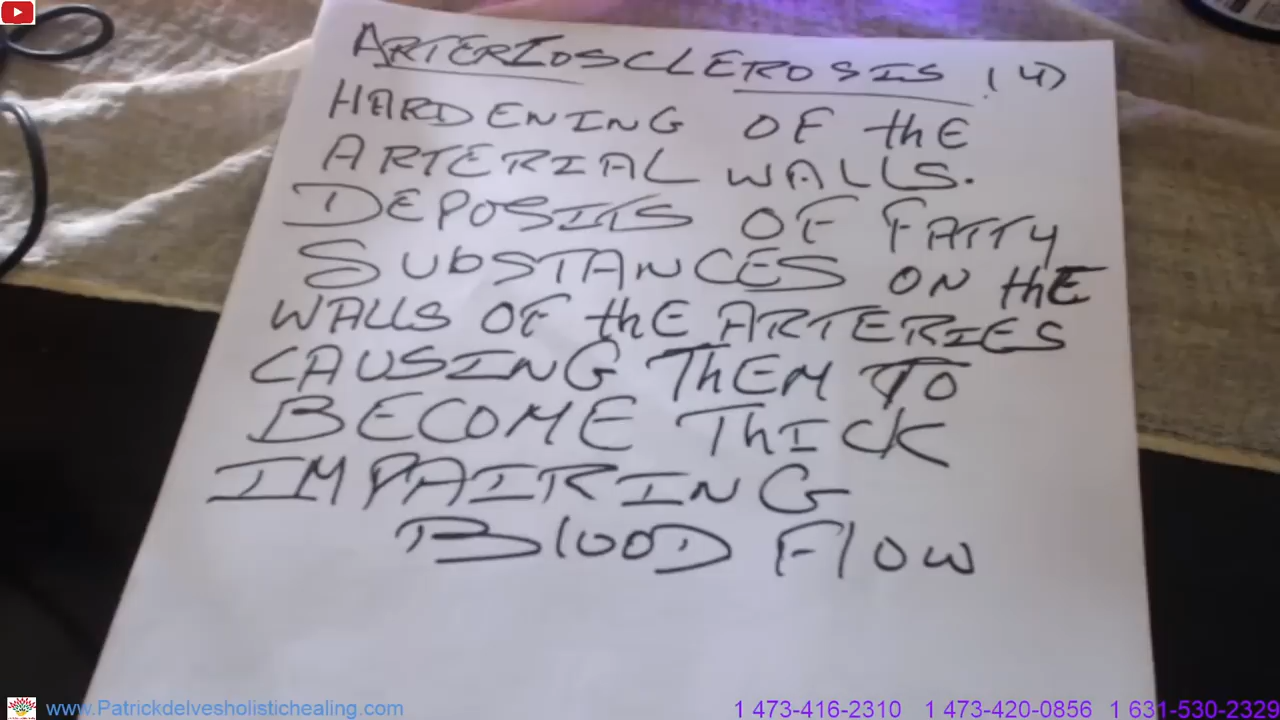 ARTERIOSCLEROSIS (4)
HARDENING OF thE
ARTERIAL WALLS.
DEPOSITS OF FATTY
SUbSTANCES ON thE
WALLS OF thE ARTERIES
CAUSING ThEM TO
BECOME ThICK
IMPAIRING
BlOOD FlOW
www.Patrickdelvesholistichealing.com 1 473-416-2310 1 473-420-0856 1 631-530-2329